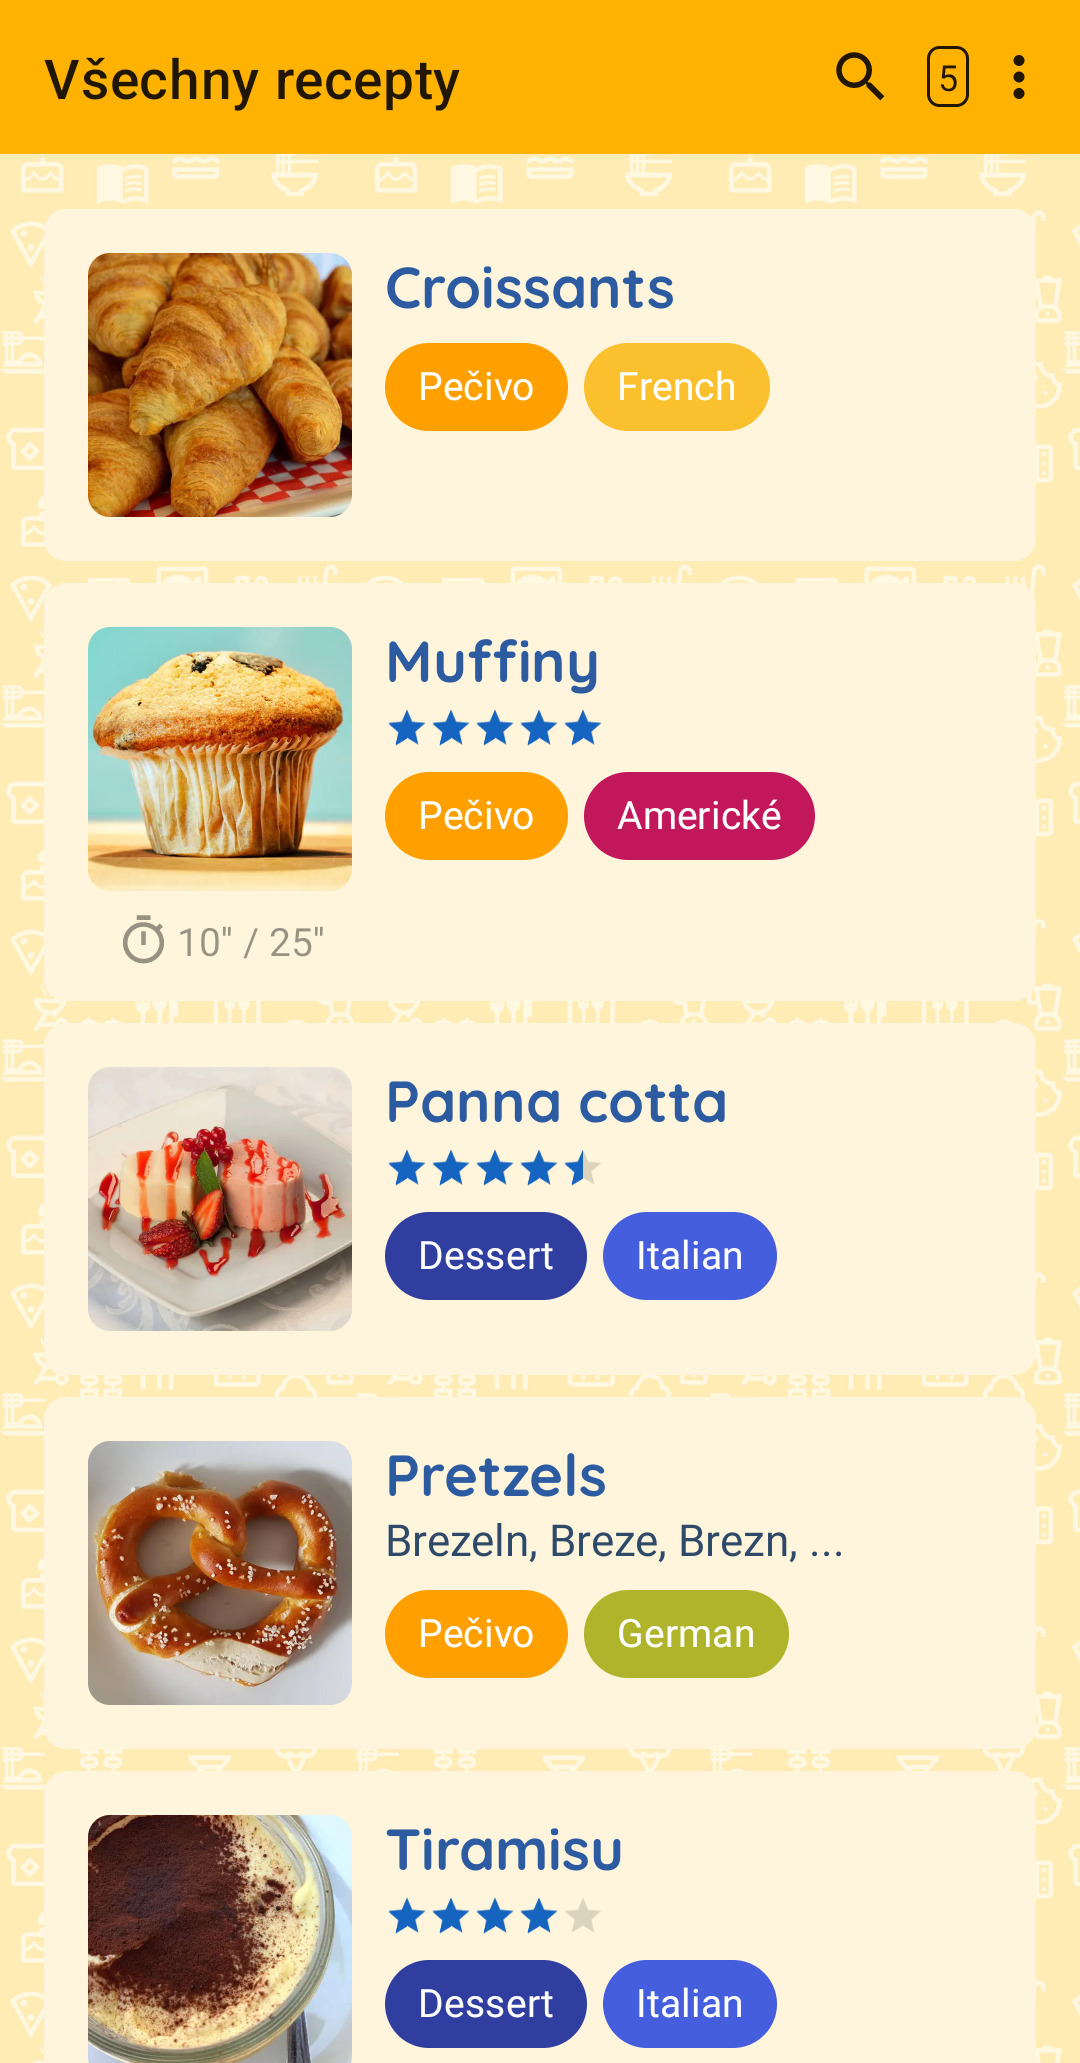 Všechny recepty 5
Croissants
Pečivo French
Muffiny
Pečivo Americké
10" / 25"
Panna cotta
Dessert Italian
Pretzels
Brezeln, Breze, Brezn, ...
Pečivo German
Tiramisu
Dessert Italian